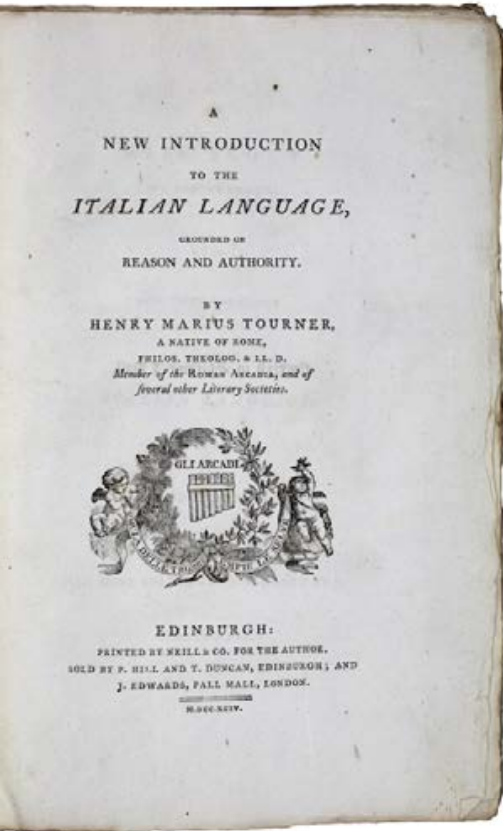 A
NEW INTRODUCTION
TO THE
ITALIAN LANGUAGE,
GROUNDED ON
REASON AND AUTHORITY.
BY
HENRY MARIUS TOURNER,
A NATIVE OF ROME,
PHILOS. THEOLOG. & LL. D.
Member of the ROMAN ARCADIA, and of
several other Literary Societies.
GLI ARCADI
EDINBURGH:
PRINTED BY NEILL & CO. FOR THE AUTHOR.
SOLD BY P. HILL AND T. DUNCAN, EDINBURGH; AND
J. EDWARDS, PALL MALL, LONDON.
M.DCC.XCIV.